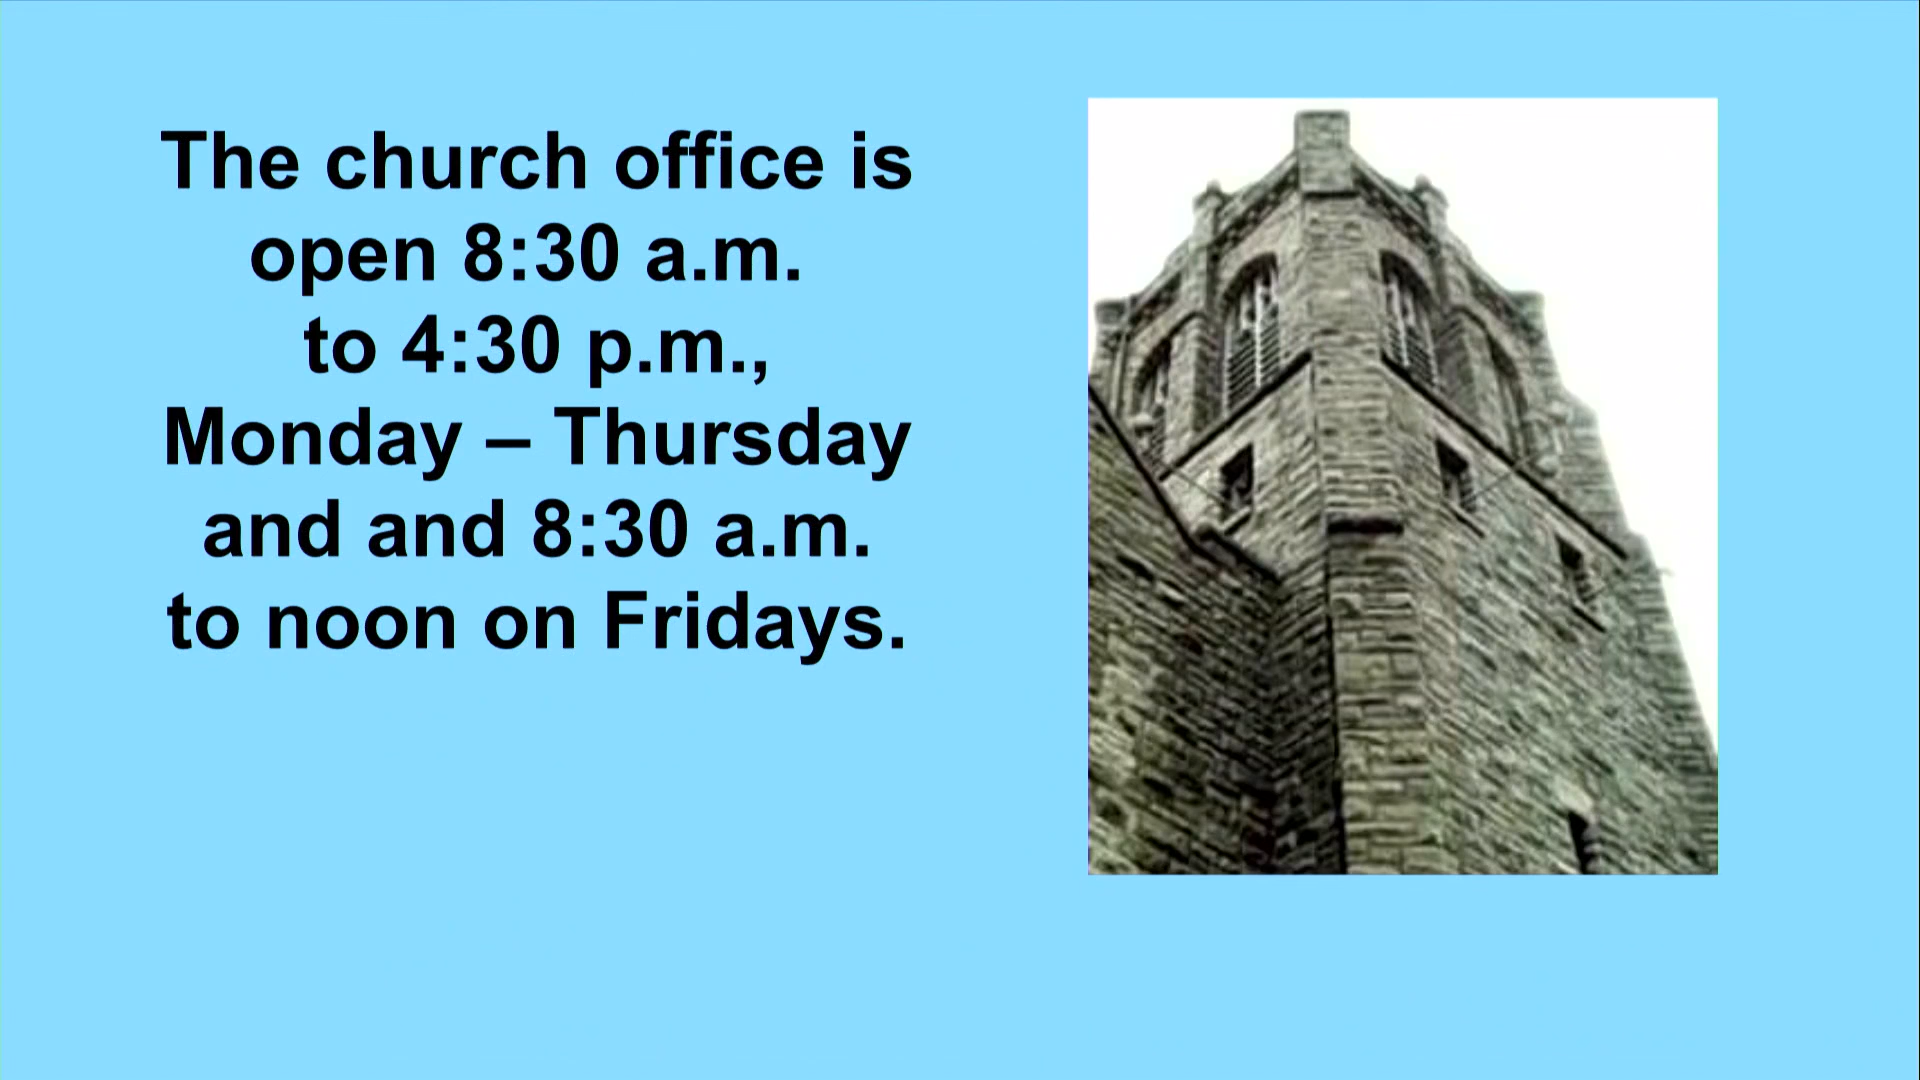 The church office is
open 8:30 a.m.
to 4:30 p.m.,
Monday – Thursday
and and 8:30 a.m.
to noon on Fridays.